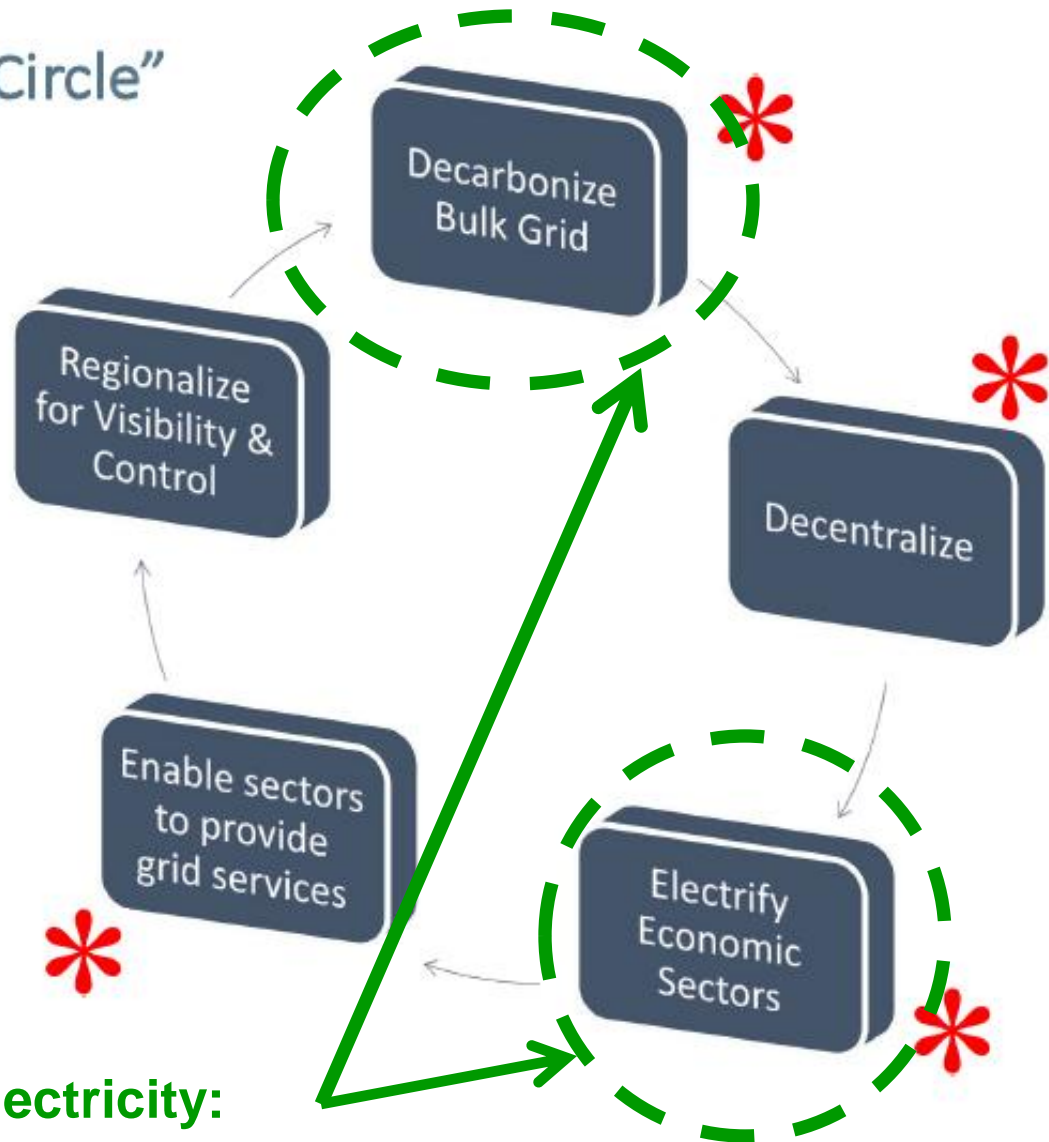 Circle”
Decarbonize
Bulk Grid
Regionalize
for Visibility &
Control
Decentralize
Enable sectors
to provide
grid services
Electrify
Economic
Sectors
ectricity: